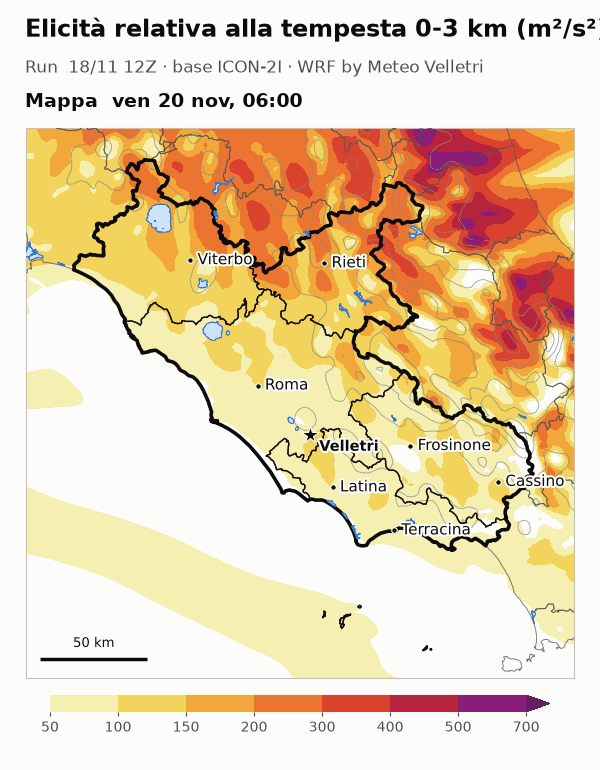 Elicità relativa alla tempesta 0-3 km (m²/s²)
Run  18/11 12Z · base ICON-2I · WRF by Meteo Velletri
Mappa  ven 20 nov, 06:00
Viterbo
Rieti
Roma
Velletri
Frosinone
Latina
Cassino
Terracina
50 km
50 100 150 200 300 400 500 700